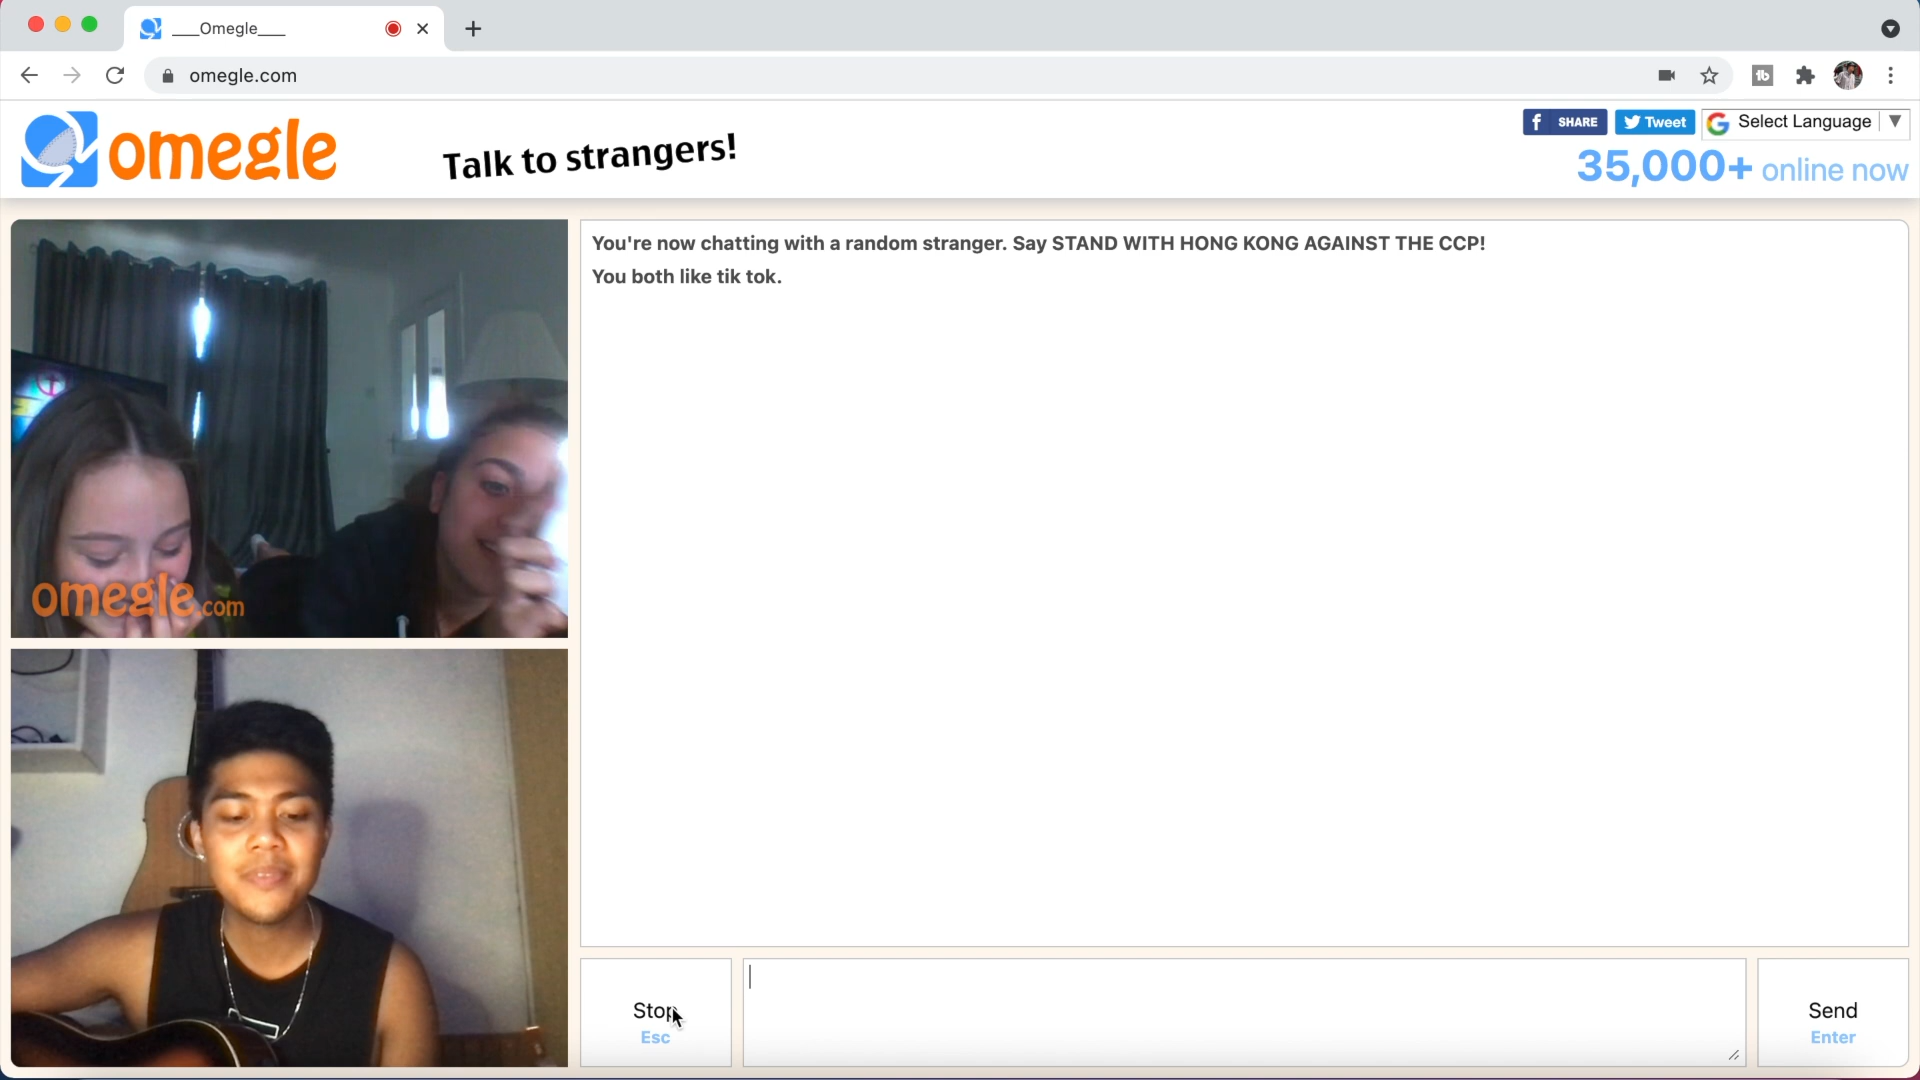 ___Omegle___
omegle.com
omegle
Talk to strangers!
SHARE
Tweet
Select Language
35,000+ online now
You're now chatting with a random stranger. Say STAND WITH HONG KONG AGAINST THE CCP!
You both like tik tok.
omegle.com
Stop
Esc
Send
Enter